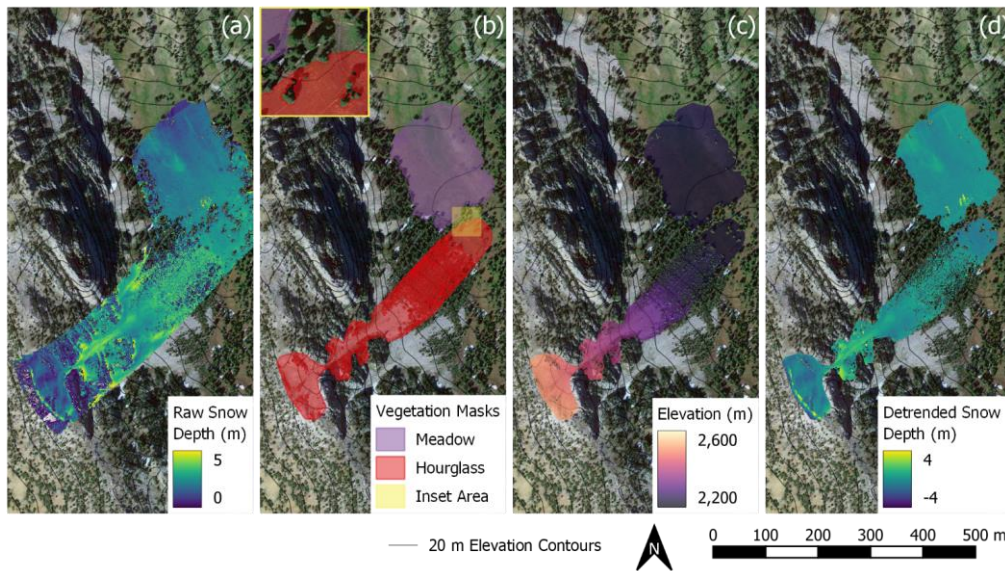 (a)
(b)
(c)
(d)
Raw Snow
Depth (m)
5
0
Vegetation Masks
Meadow
Hourglass
Inset Area
Elevation (m)
2,600
2,200
Detrended Snow
Depth (m)
4
-4
20 m Elevation Contours
N
0 100 200 300 400 500 m